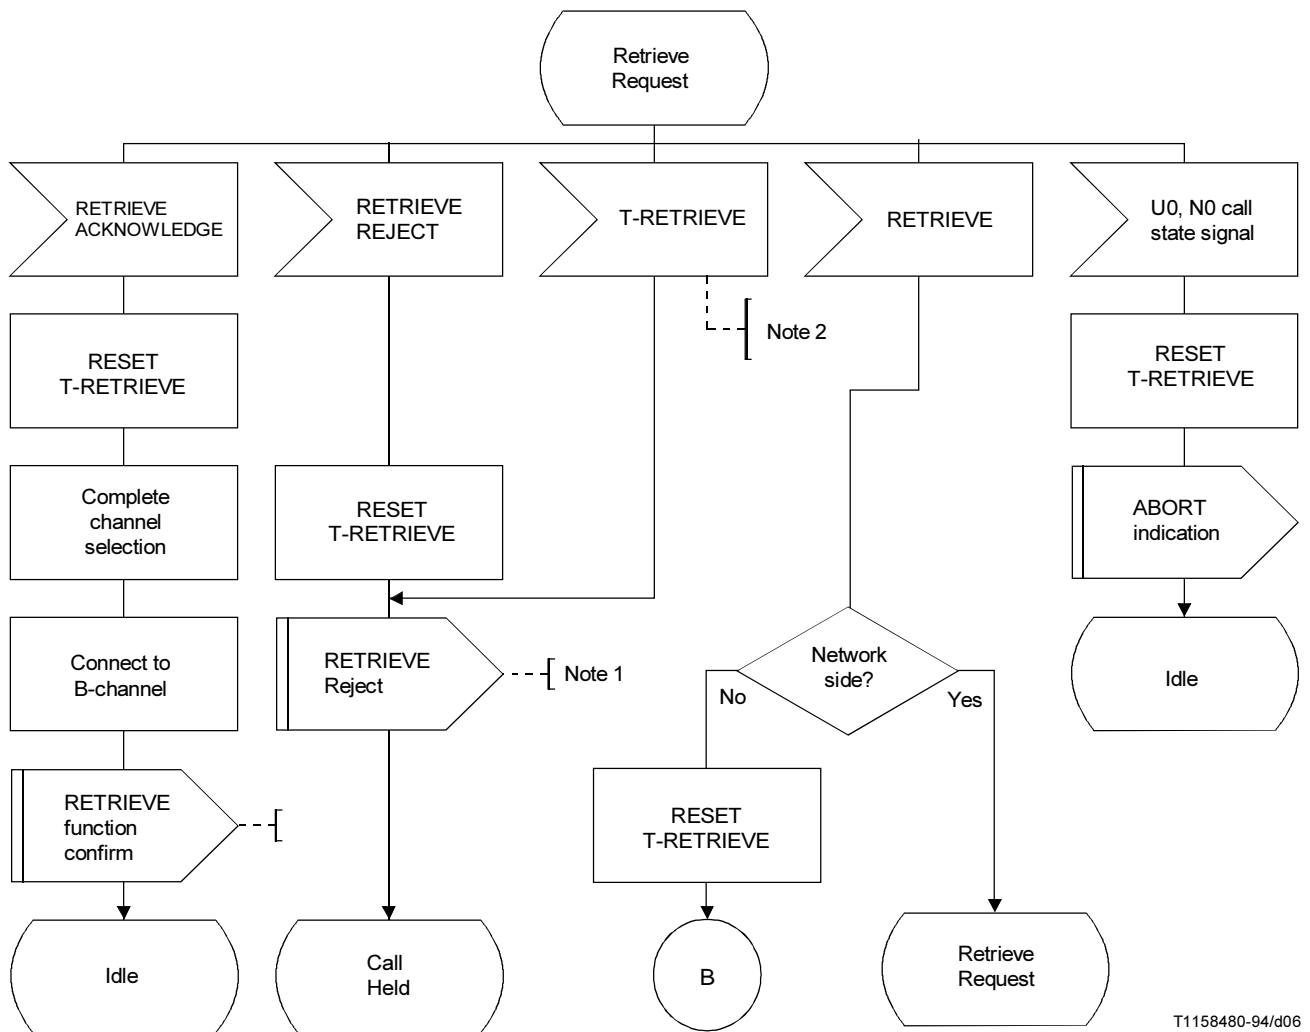 Retrieve
Request
RETRIEVE
ACKNOWLEDGE
RETRIEVE
REJECT
T-RETRIEVE
RETRIEVE
U0, N0 call
state signal
Note 2
RESET
T-RETRIEVE
RESET
T-RETRIEVE
Complete
channel
selection
RESET
T-RETRIEVE
ABORT
indication
Connect to
B-channel
RETRIEVE
Reject
Note 1
Network
side?
No
Yes
Idle
RETRIEVE
function
confirm
RESET
T-RETRIEVE
Idle
Call
Held
B
Retrieve
Request
T1158480-94/d06